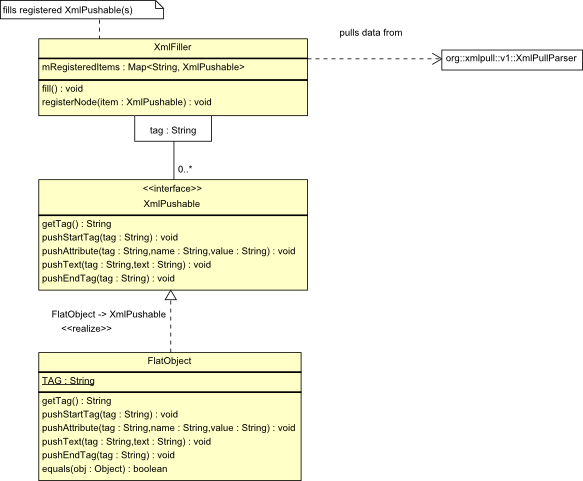 fills registered XmlPushable(s)
XmlFiller
mRegisteredItems : Map<String, XmlPushable>
fill() : void
registerNode(item : XmlPushable) : void
pulls data from
org::xmlpull::v1::XmlPullParser
tag : String
0..*
<<interface>>
XmlPushable
getTag() : String
pushStartTag(tag : String) : void
pushAttribute(tag : String,name : String,value : String) : void
pushText(tag : String,text : String) : void
pushEndTag(tag : String) : void
FlatObject -> XmlPushable
<<realize>>
FlatObject
TAG : String
getTag() : String
pushStartTag(tag : String) : void
pushAttribute(tag : String,name : String,value : String) : void
pushText(tag : String,text : String) : void
pushEndTag(tag : String) : void
equals(obj : Object) : boolean